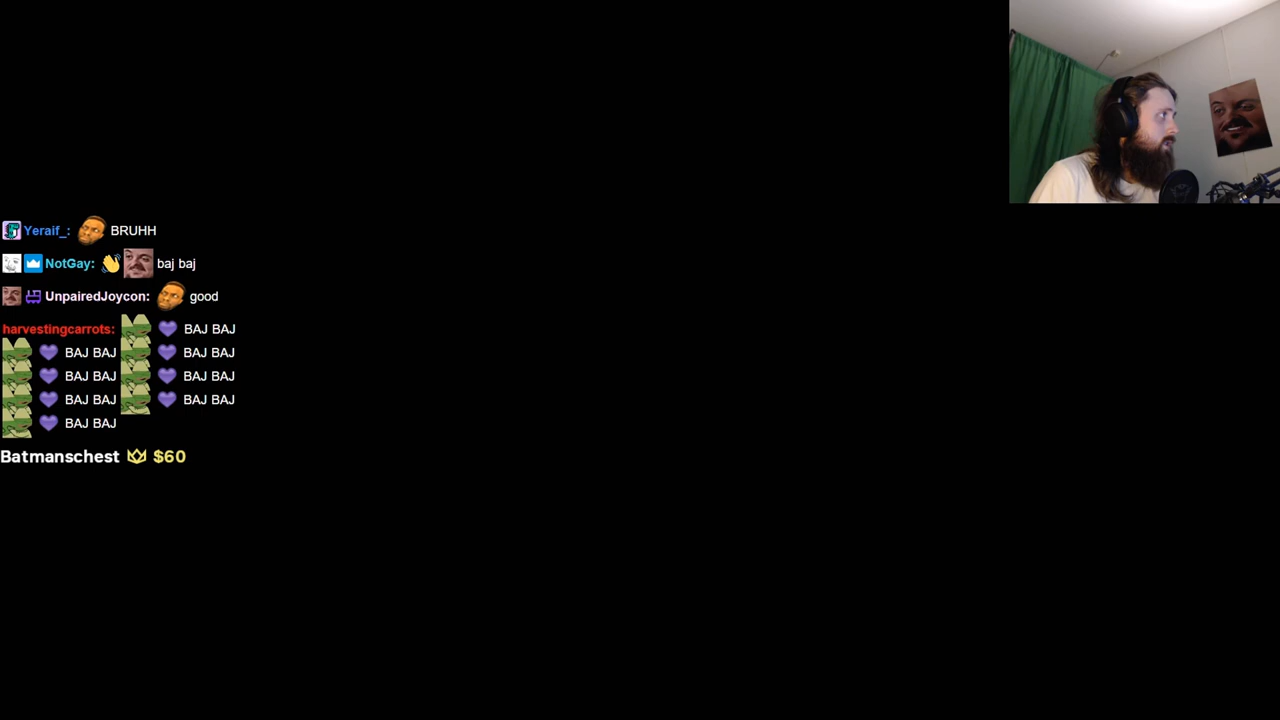 Yeraif_: BRUHH
NotGay: baj baj
UnpairedJoycon: good
harvestingcarrots: BAJ BAJ
BAJ BAJ BAJ BAJ
BAJ BAJ BAJ BAJ
BAJ BAJ BAJ BAJ
BAJ BAJ
Batmanschest $60